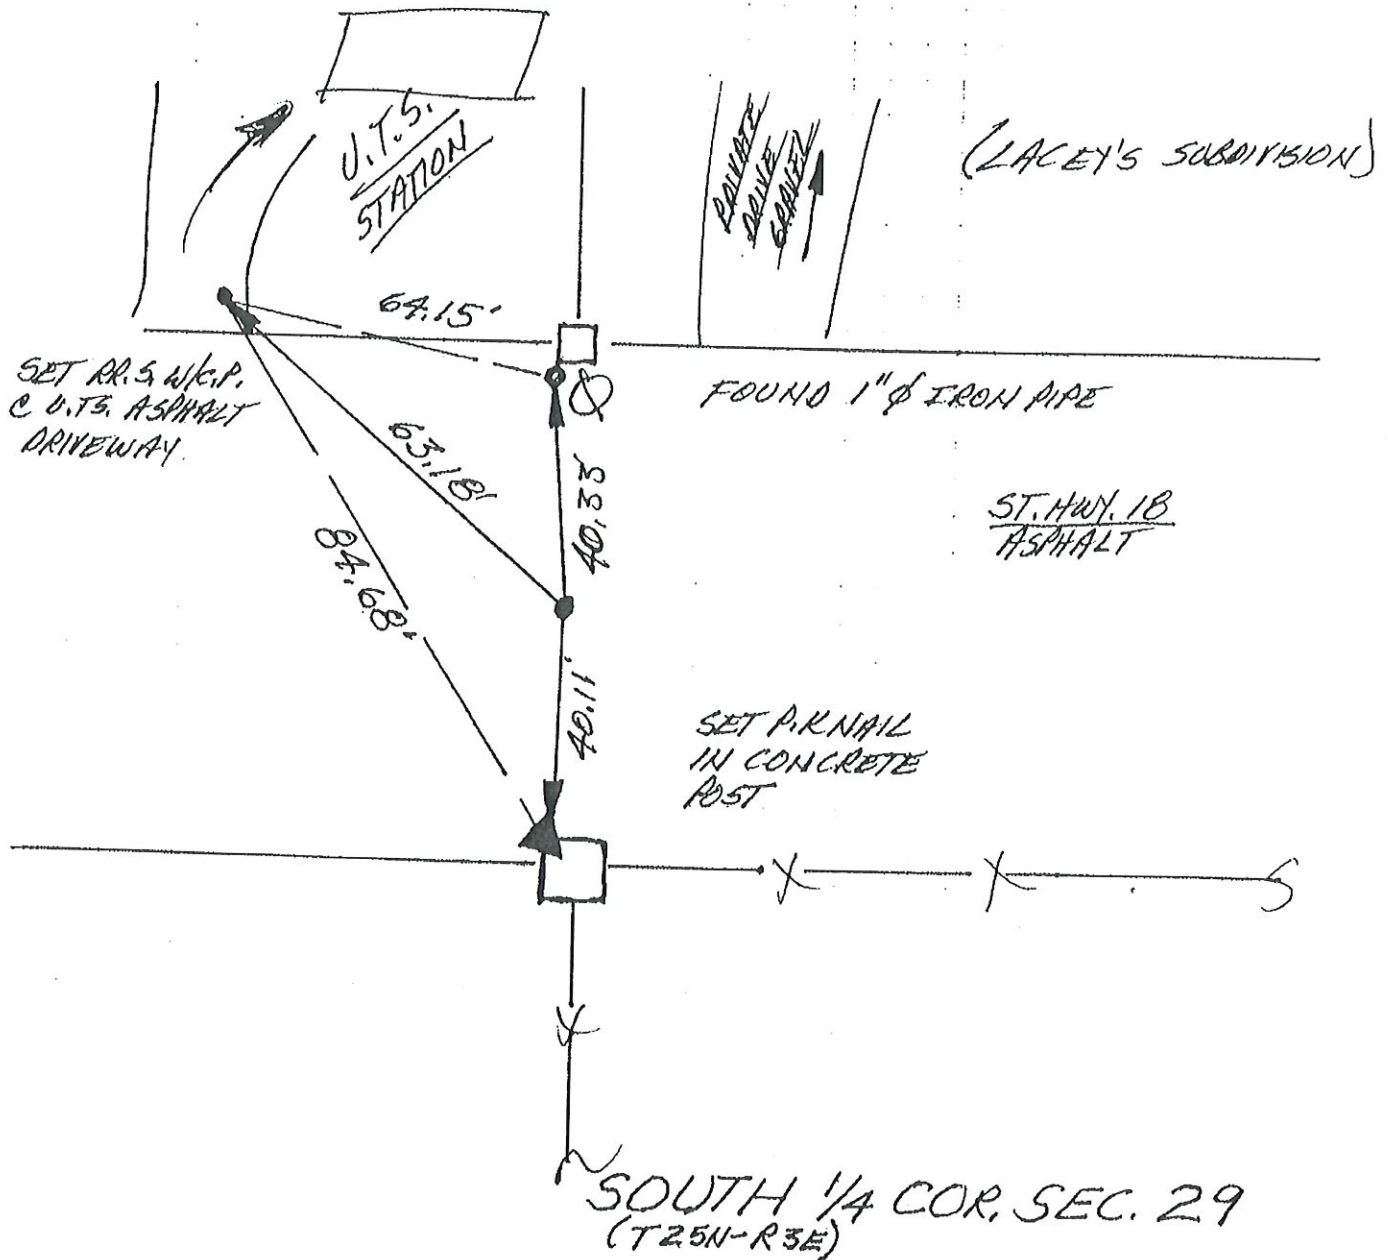 U.T.S.
STATION
PRIVATE
DRIVE
GRAVEL
(LACEY'S SUBDIVISION)
64.15'
SET RR.S. W/C.P.
@ U.T.S. ASPHALT
DRIVEWAY.
FOUND 1"⌀ IRON PIPE
63.18'
40.33'
ST. HWY. 18
ASPHALT
84.68'
40.11'
SET P.K NAIL
IN CONCRETE
POST
SOUTH 1/4 COR. SEC. 29
(T25N-R3E)